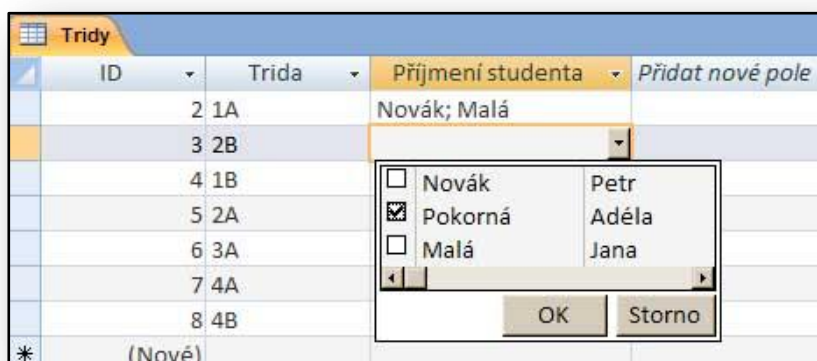 Tridy
ID Trida Příjmení studenta Přidat nové pole
2 1A Novák; Malá
3 2B
4 1B Novák Petr
5 2A Pokorná Adéla
6 3A Malá Jana
7 4A
8 4B OK Storno
(Nové)